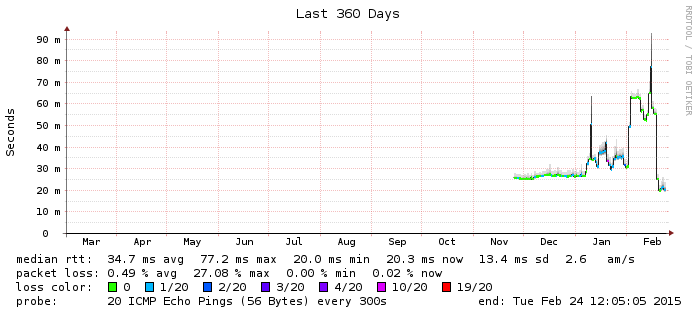 Last 360 Days
RRDTOOL / TOBI OETIKER
Seconds
90 m
80 m
70 m
60 m
50 m
40 m
30 m
20 m
10 m
0
Mar Apr May Jun Jul Aug Sep Oct Nov Dec Jan Feb
median rtt: 34.7 ms avg 77.2 ms max 20.0 ms min 20.3 ms now 13.4 ms sd 2.6 am/s
packet loss: 0.49 % avg 27.08 % max 0.00 % min 0.02 % now
loss color: 0 1/20 2/20 3/20 4/20 10/20 19/20
probe: 20 ICMP Echo Pings (56 Bytes) every 300s end: Tue Feb 24 12:05:05 2015